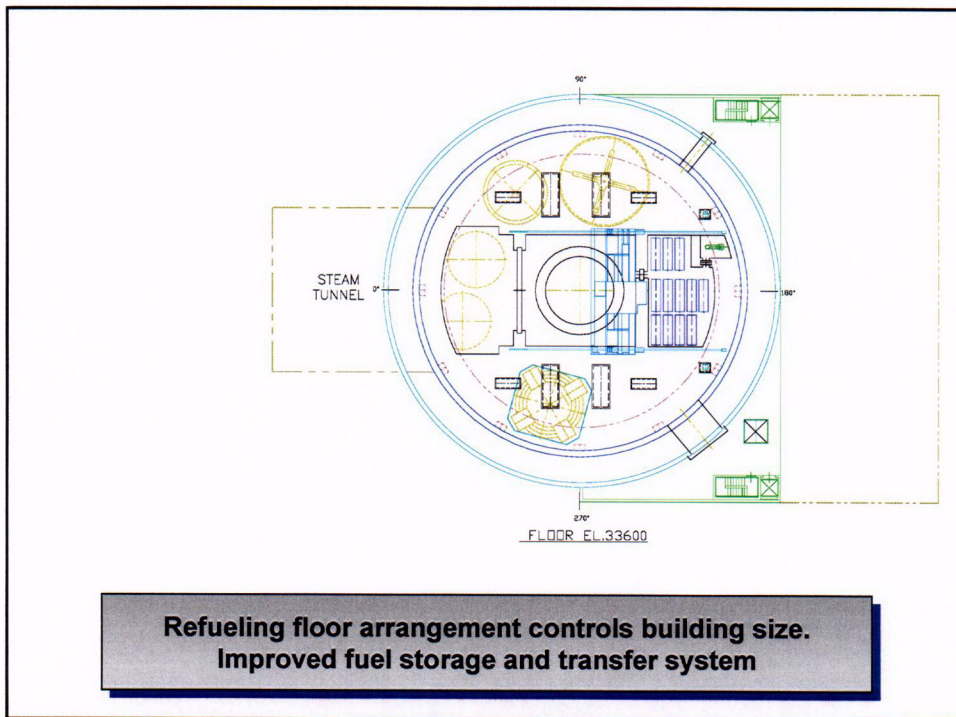 90°
STEAM
TUNNEL
0°
180°
270°
FLOOR EL.33600
Refueling floor arrangement controls building size.
Improved fuel storage and transfer system